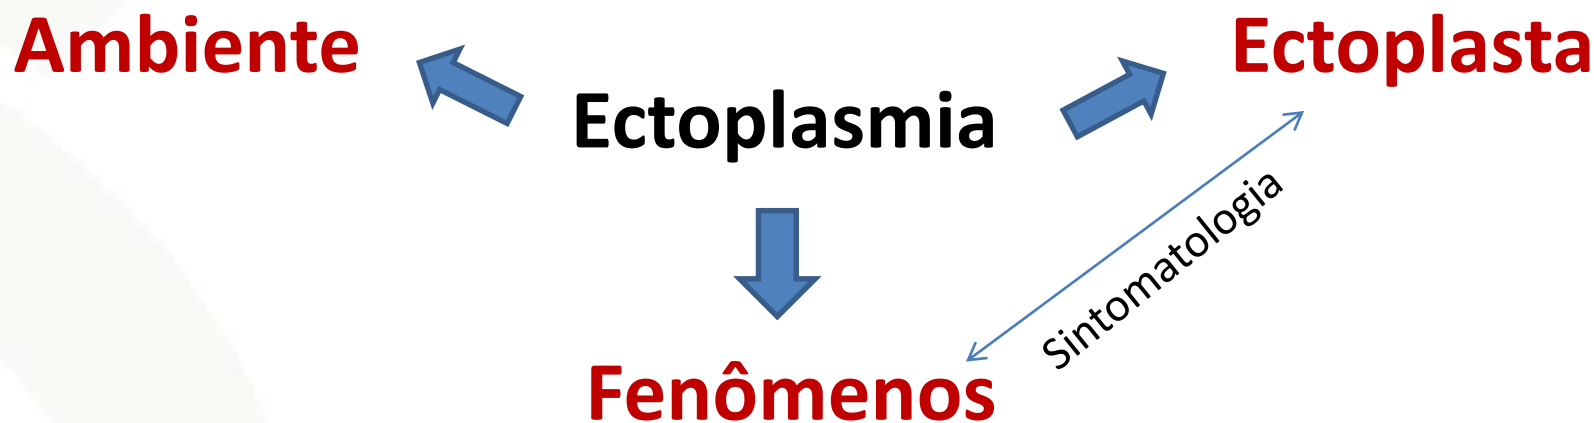 Ambiente
Ectoplasta
Ectoplasmia
Sintomatologia
Fenômenos